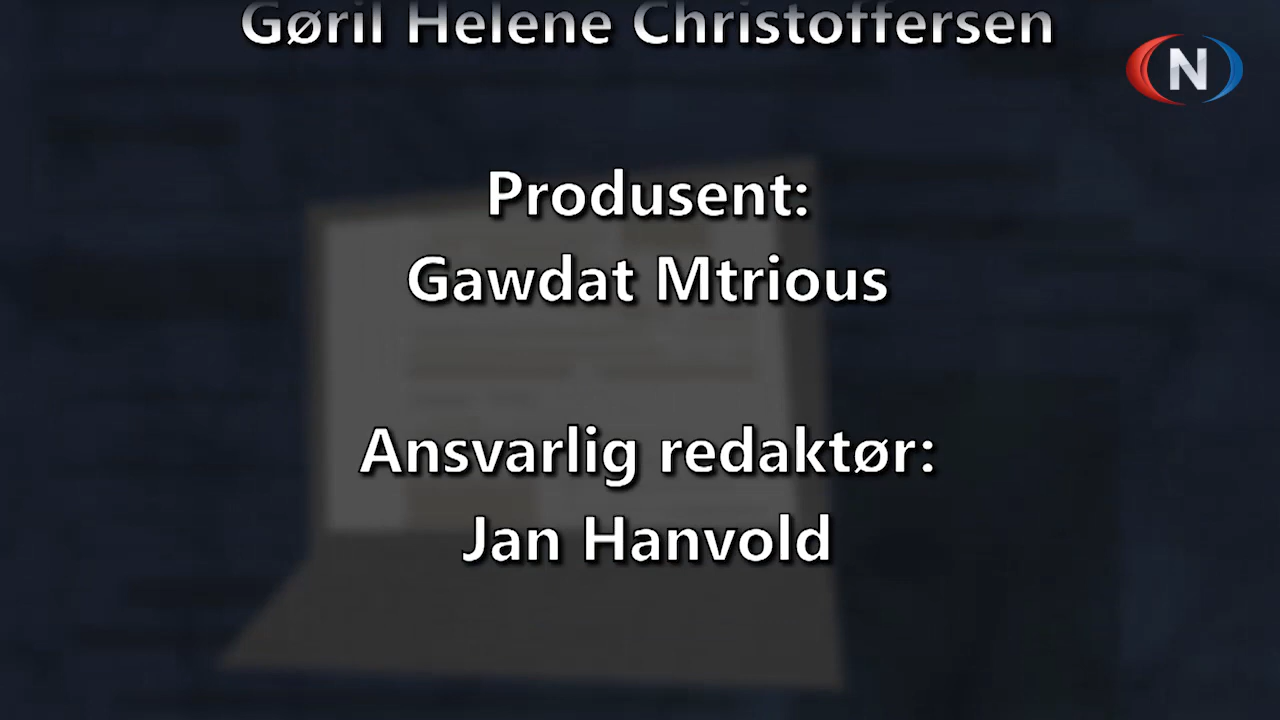 Gøril Helene Christoffersen
N
Produsent:
Gawdat Mtrious
Ansvarlig redaktør:
Jan Hanvold